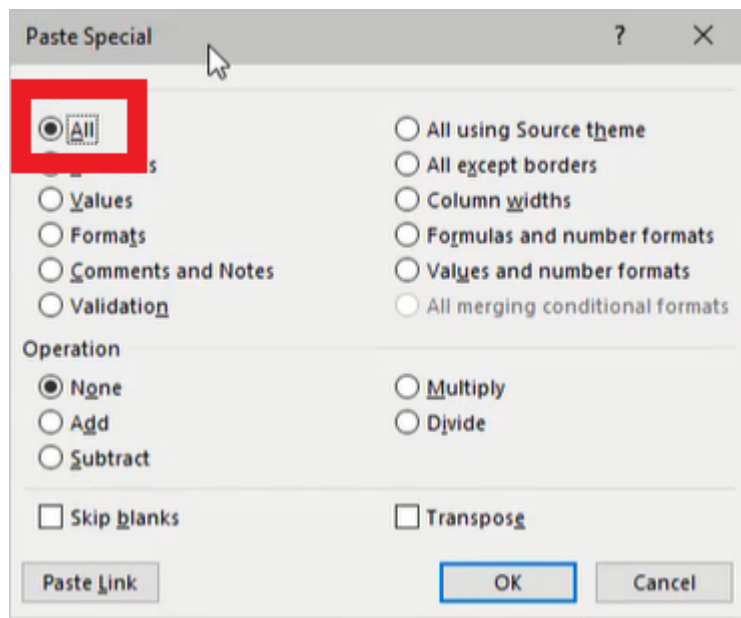 Paste Special ?
All
All using Source theme
s
All except borders
Values
Column widths
Formats
Formulas and number formats
Comments and Notes
Values and number formats
Validation
All merging conditional formats
Operation
None
Multiply
Add
Divide
Subtract
Skip blanks
Transpose
Paste Link
OK
Cancel